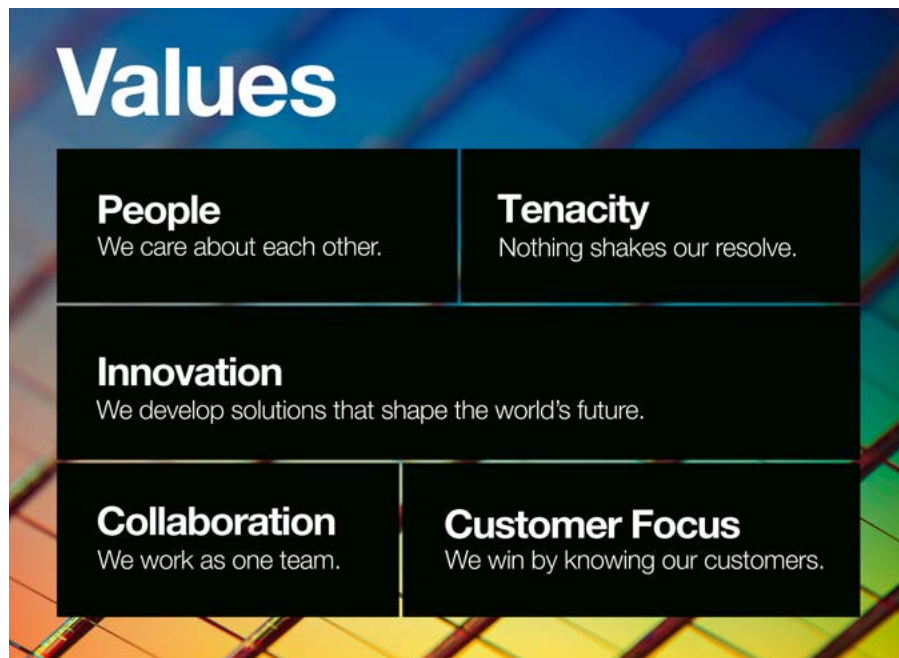 Values
People
We care about each other.
Tenacity
Nothing shakes our resolve.
Innovation
We develop solutions that shape the world’s future.
Collaboration
We work as one team.
Customer Focus
We win by knowing our customers.